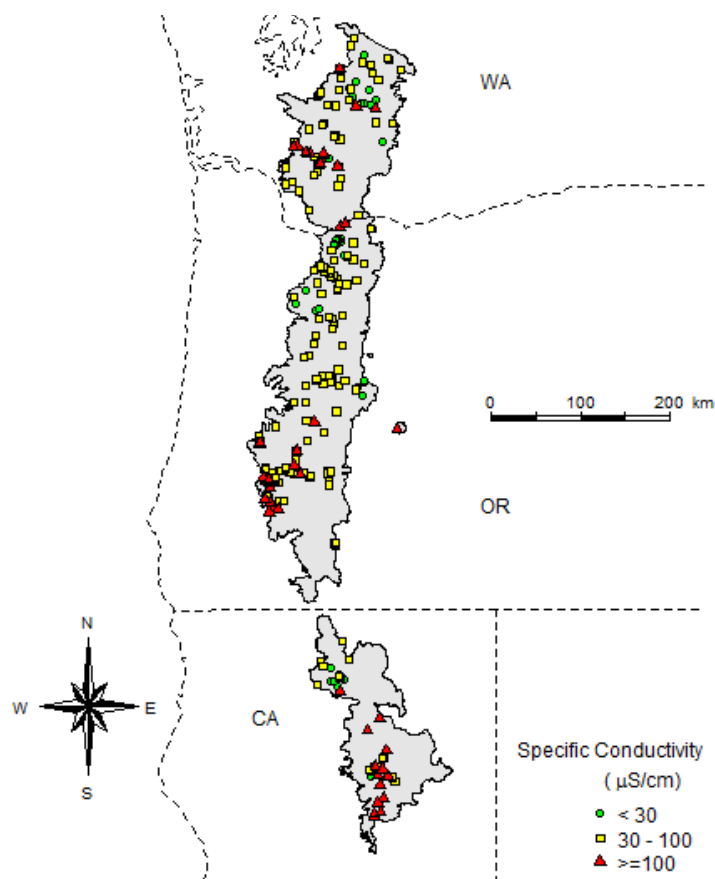 WA
0 100 200 km
OR
N
W E
S
CA
Specific Conductivity
( µS/cm)
< 30
30 - 100
>=100